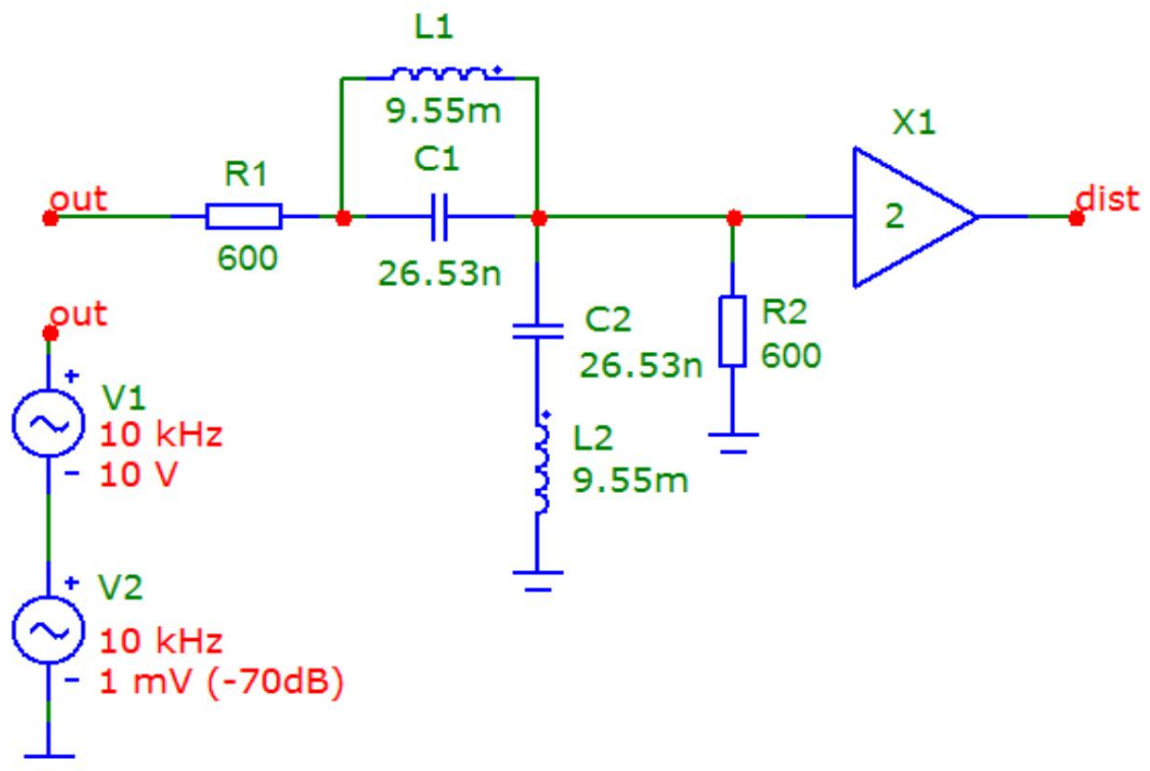 L1
9.55m
C1
26.53n
X1
2
out
R1
600
dist
out
C2
26.53n
R2
600
+
V1
10 kHz
10 V
−
L2
9.55m
+
V2
10 kHz
1 mV (-70dB)
−